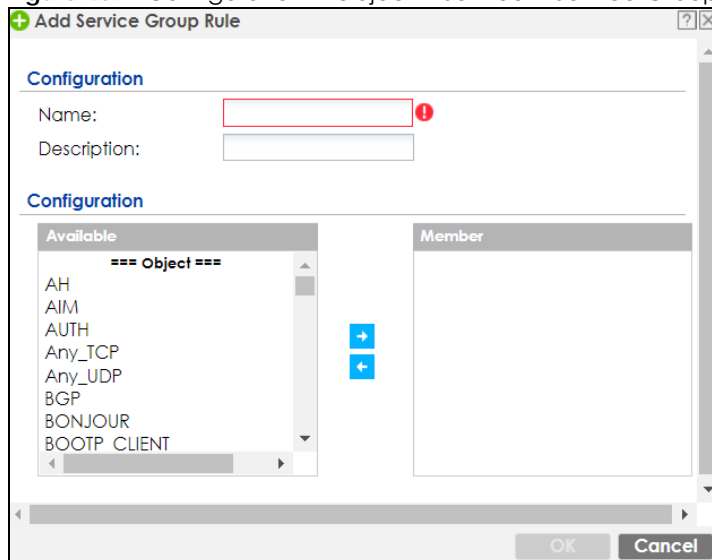 Add Service Group Rule
Configuration
Name:
Description:
Configuration
Available
Member
=== Object ===
AH
AIM
AUTH
Any_TCP
Any_UDP
BGP
BONJOUR
BOOTP_CLIENT
OK
Cancel